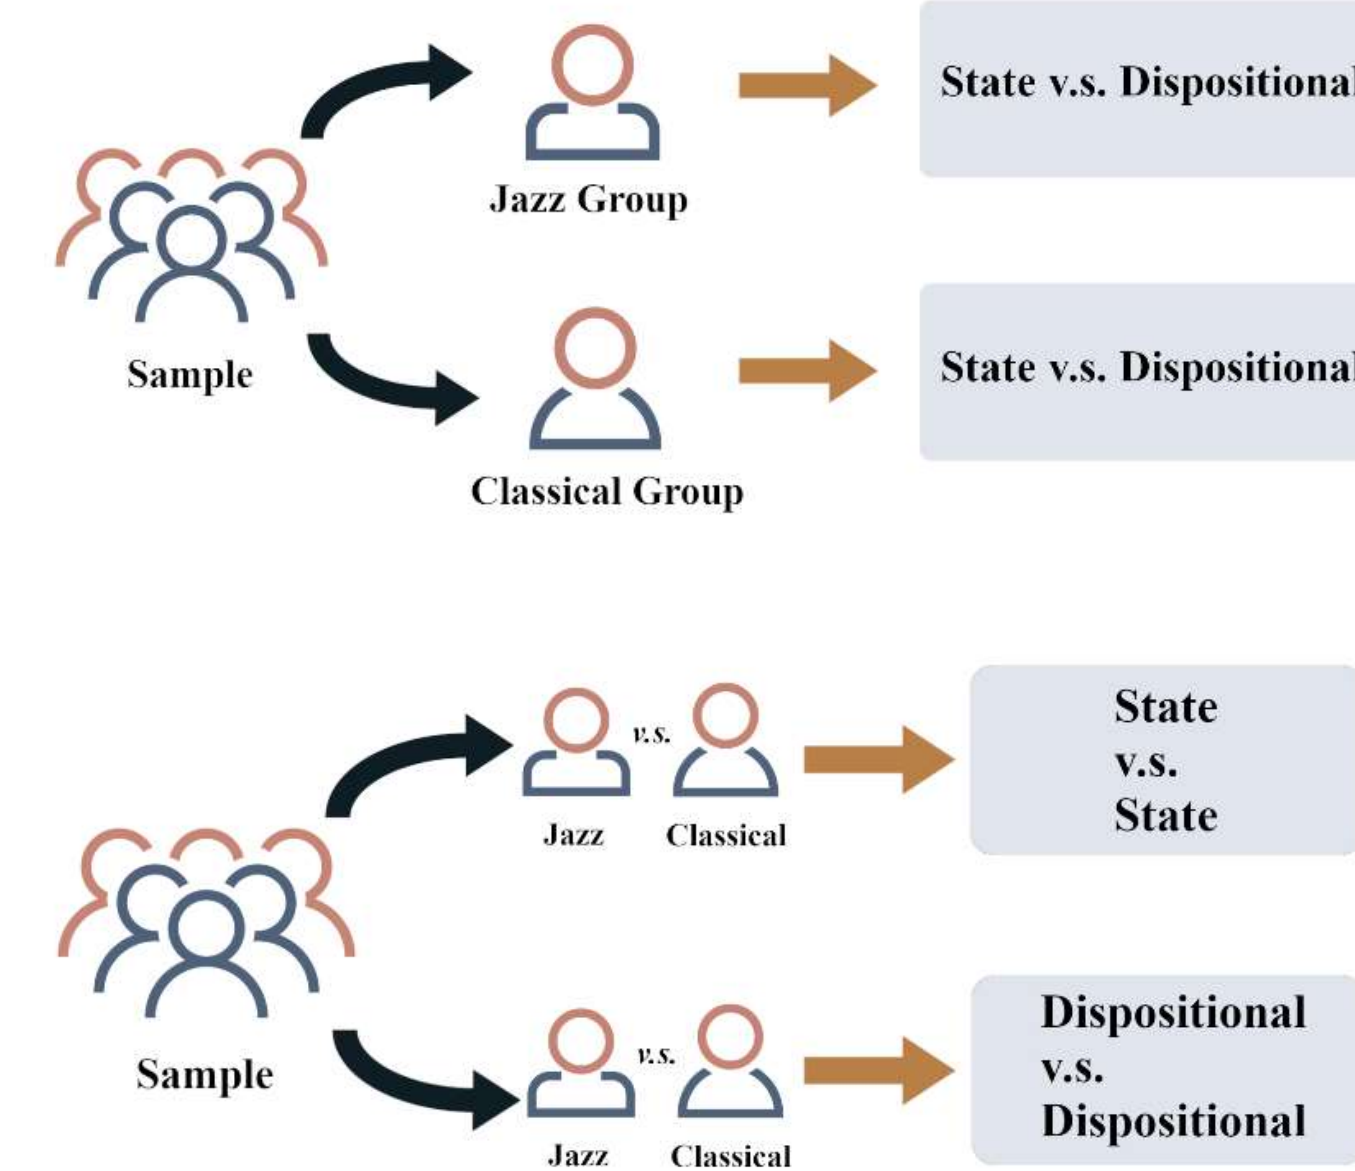 State v.s. Dispositional
Jazz Group
Sample
State v.s. Dispositional
Classical Group
State
v.s.
State
v.s.
Jazz Classical
Sample
Dispositional
v.s.
Dispositional
v.s.
Jazz Classical